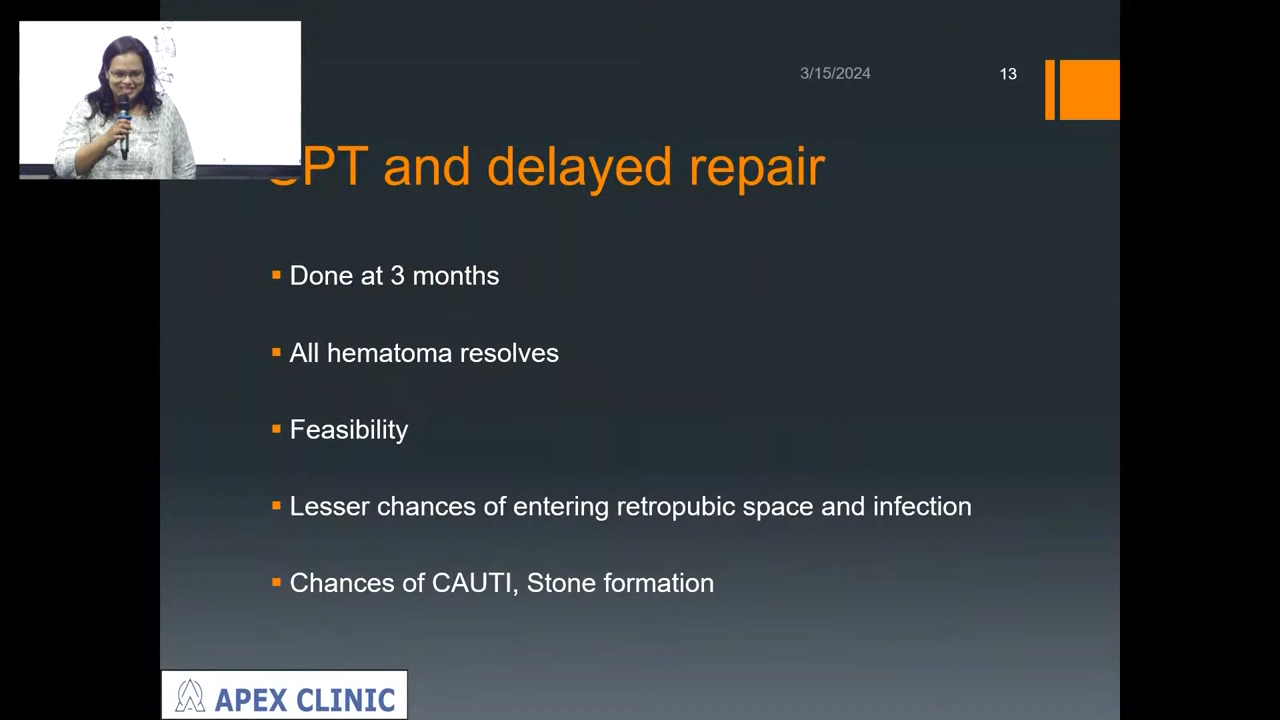 3/15/2024
13
SPT and delayed repair
Done at 3 months
All hematoma resolves
Feasibility
Lesser chances of entering retropubic space and infection
Chances of CAUTI, Stone formation
APEX CLINIC